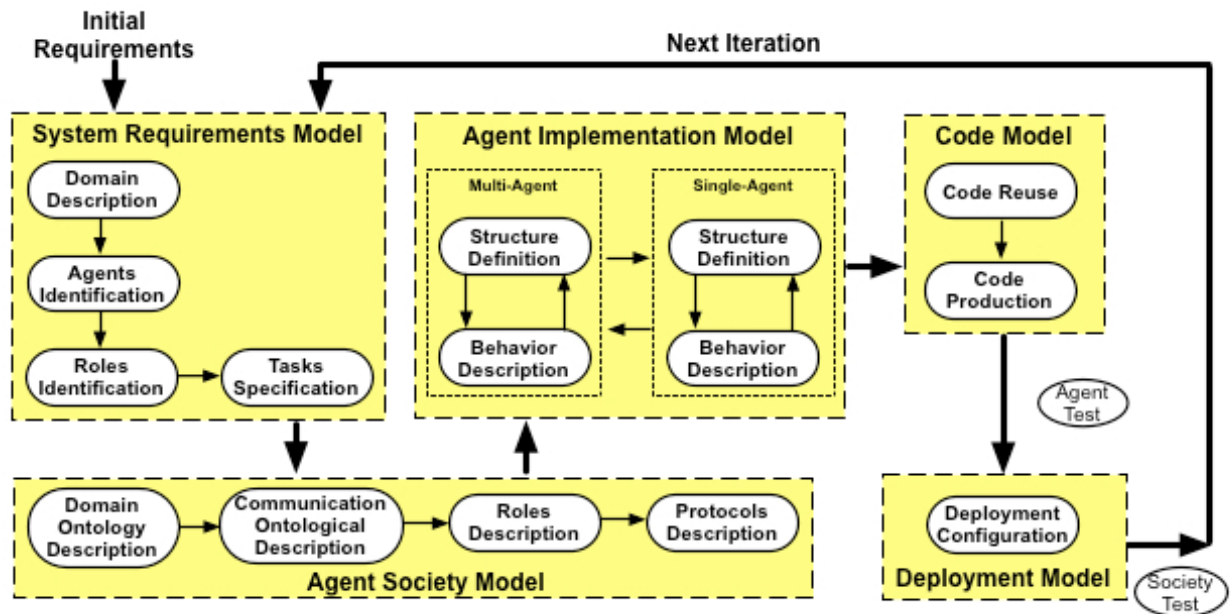 Initial
Requirements
Next Iteration
System Requirements Model
Domain
Description
Agents
Identification
Roles
Identification
Tasks
Specification
Agent Implementation Model
Multi-Agent
Structure
Definition
Behavior
Description
Single-Agent
Structure
Definition
Behavior
Description
Code Model
Code Reuse
Code
Production
Agent
Test
Domain
Ontology
Description
Communication
Ontological
Description
Roles
Description
Protocols
Description
Agent Society Model
Deployment
Configuration
Deployment Model
Society
Test